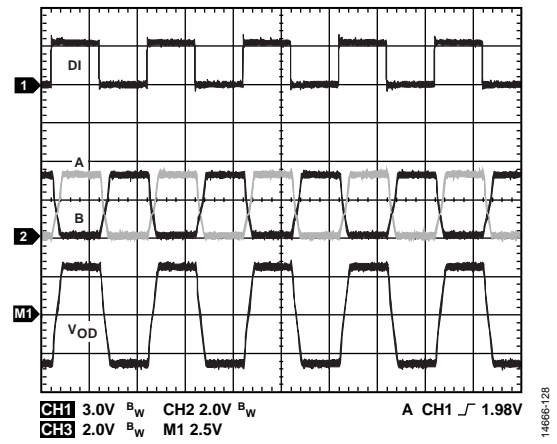 DI
1
A
B
2
M1
VOD
CH1 3.0V BW CH2 2.0V BW A CH1 1.98V
CH3 2.0V BW M1 2.5V
14666-128